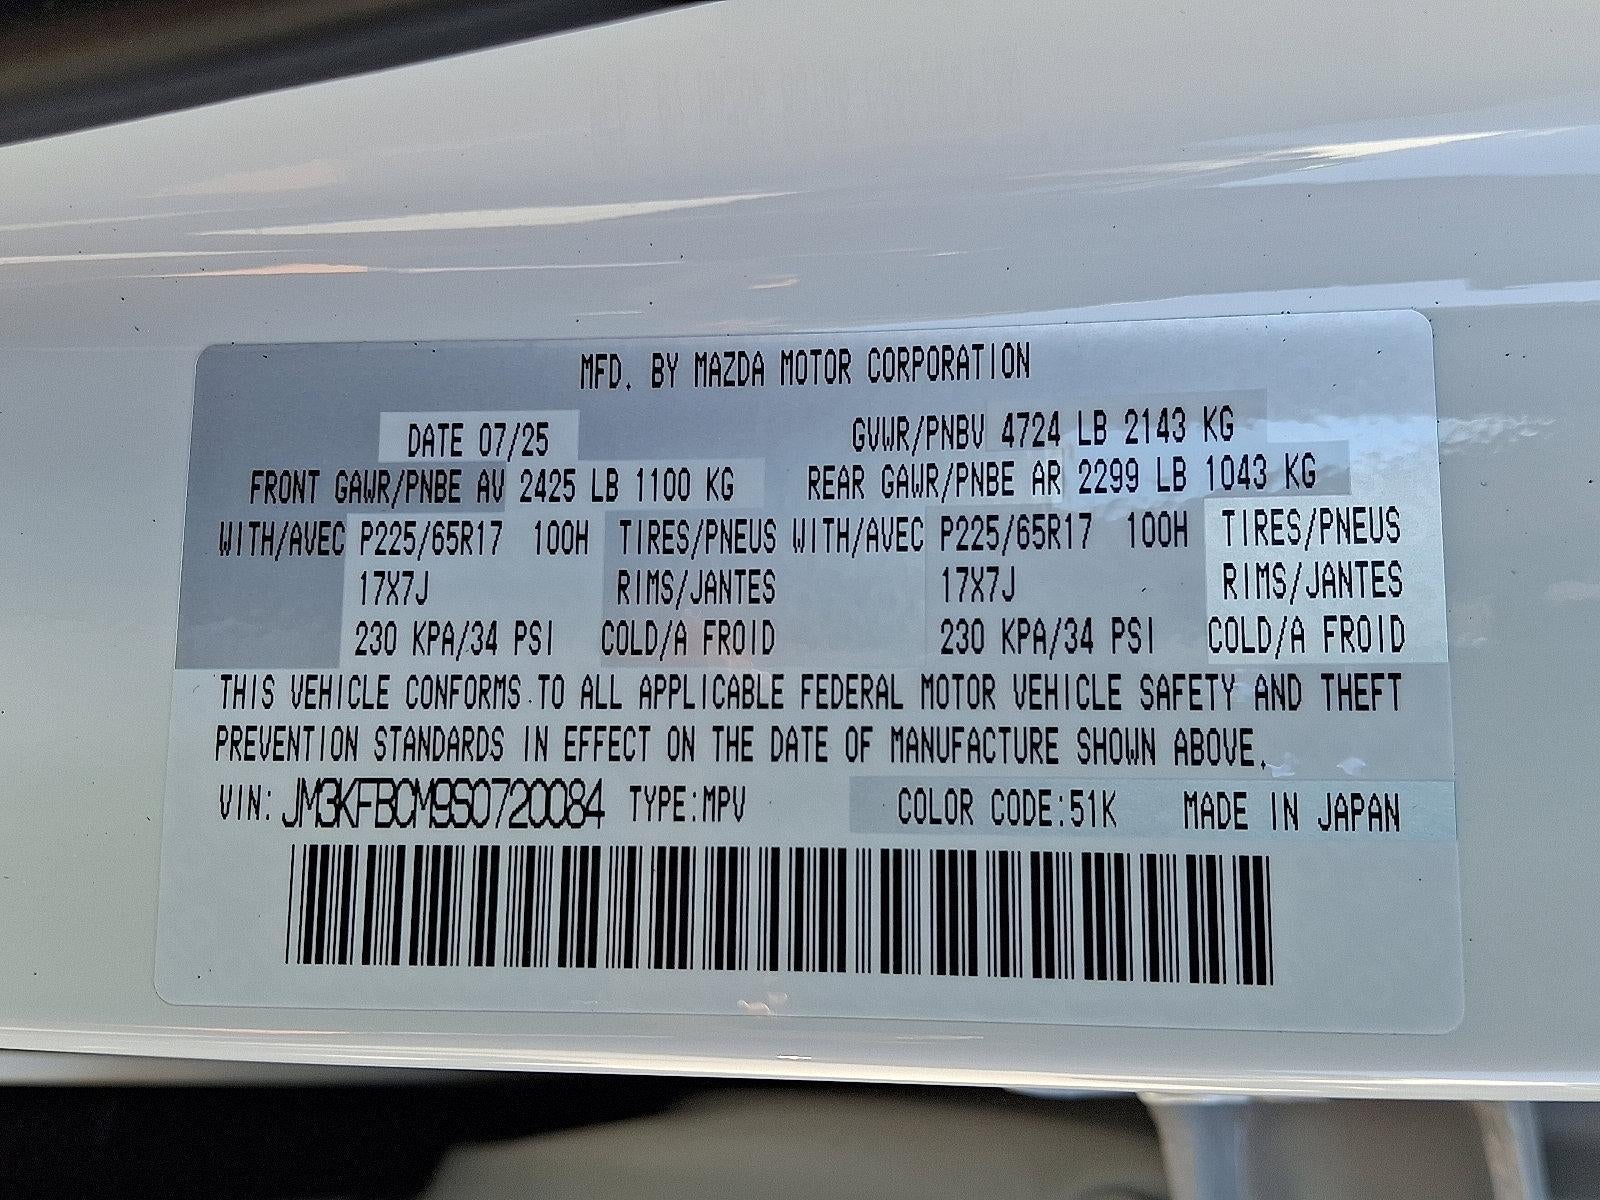 MFD. BY MAZDA MOTOR CORPORATION
DATE 07/25 GVWR/PNBV 4724 LB 2143 KG
FRONT GAWR/PNBE AV 2425 LB 1100 KG REAR GAWR/PNBE AR 2299 LB 1043 KG
WITH/AVEC P225/65R17 100H TIRES/PNEUS WITH/AVEC P225/65R17 100H TIRES/PNEUS
17X7J RIMS/JANTES 17X7J RIMS/JANTES
230 KPA/34 PSI COLD/A FROID 230 KPA/34 PSI COLD/A FROID
THIS VEHICLE CONFORMS TO ALL APPLICABLE FEDERAL MOTOR VEHICLE SAFETY AND THEFT
PREVENTION STANDARDS IN EFFECT ON THE DATE OF MANUFACTURE SHOWN ABOVE.
VIN: JM3KFBCM9S0720084 TYPE:MPV COLOR CODE:51K MADE IN JAPAN